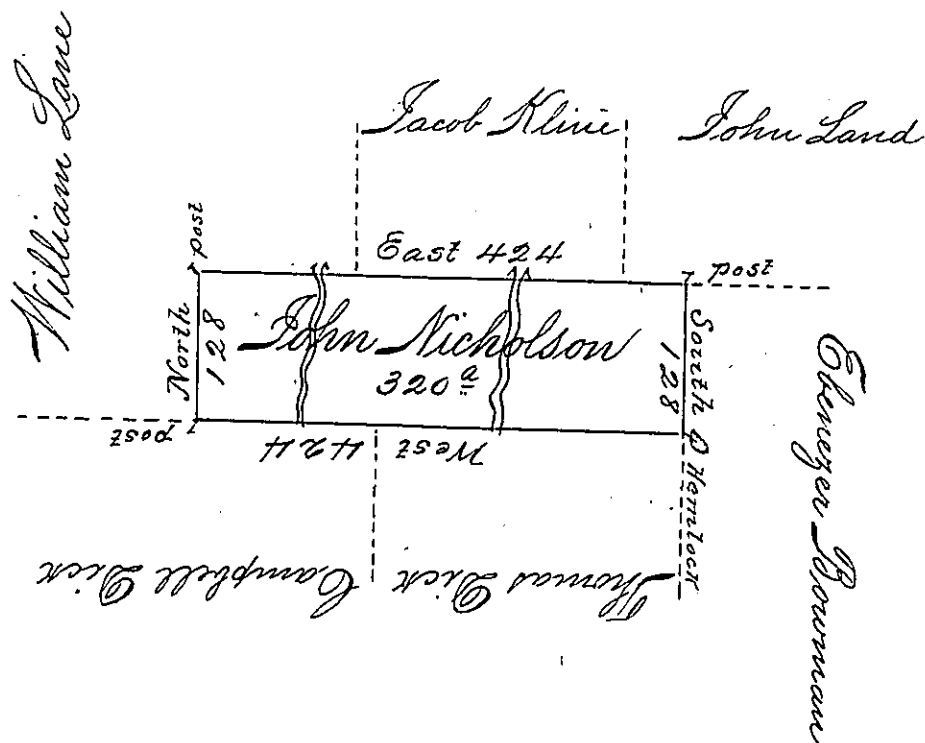 William Lane
Jacob Kline
John Land
post
East 424
post
North
128
John Nicholson
320 a
South
128
post
West
424
Hemlock
Campbell Dick
Thomas Dick
Ebenezer Bowman